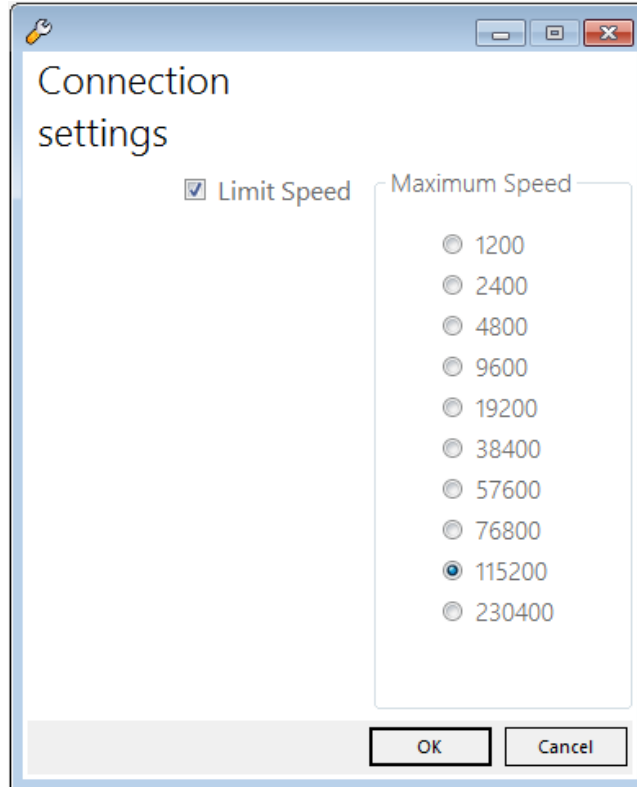 Connection
settings
Limit Speed
Maximum Speed
1200
2400
4800
9600
19200
38400
57600
76800
115200
230400
OK
Cancel